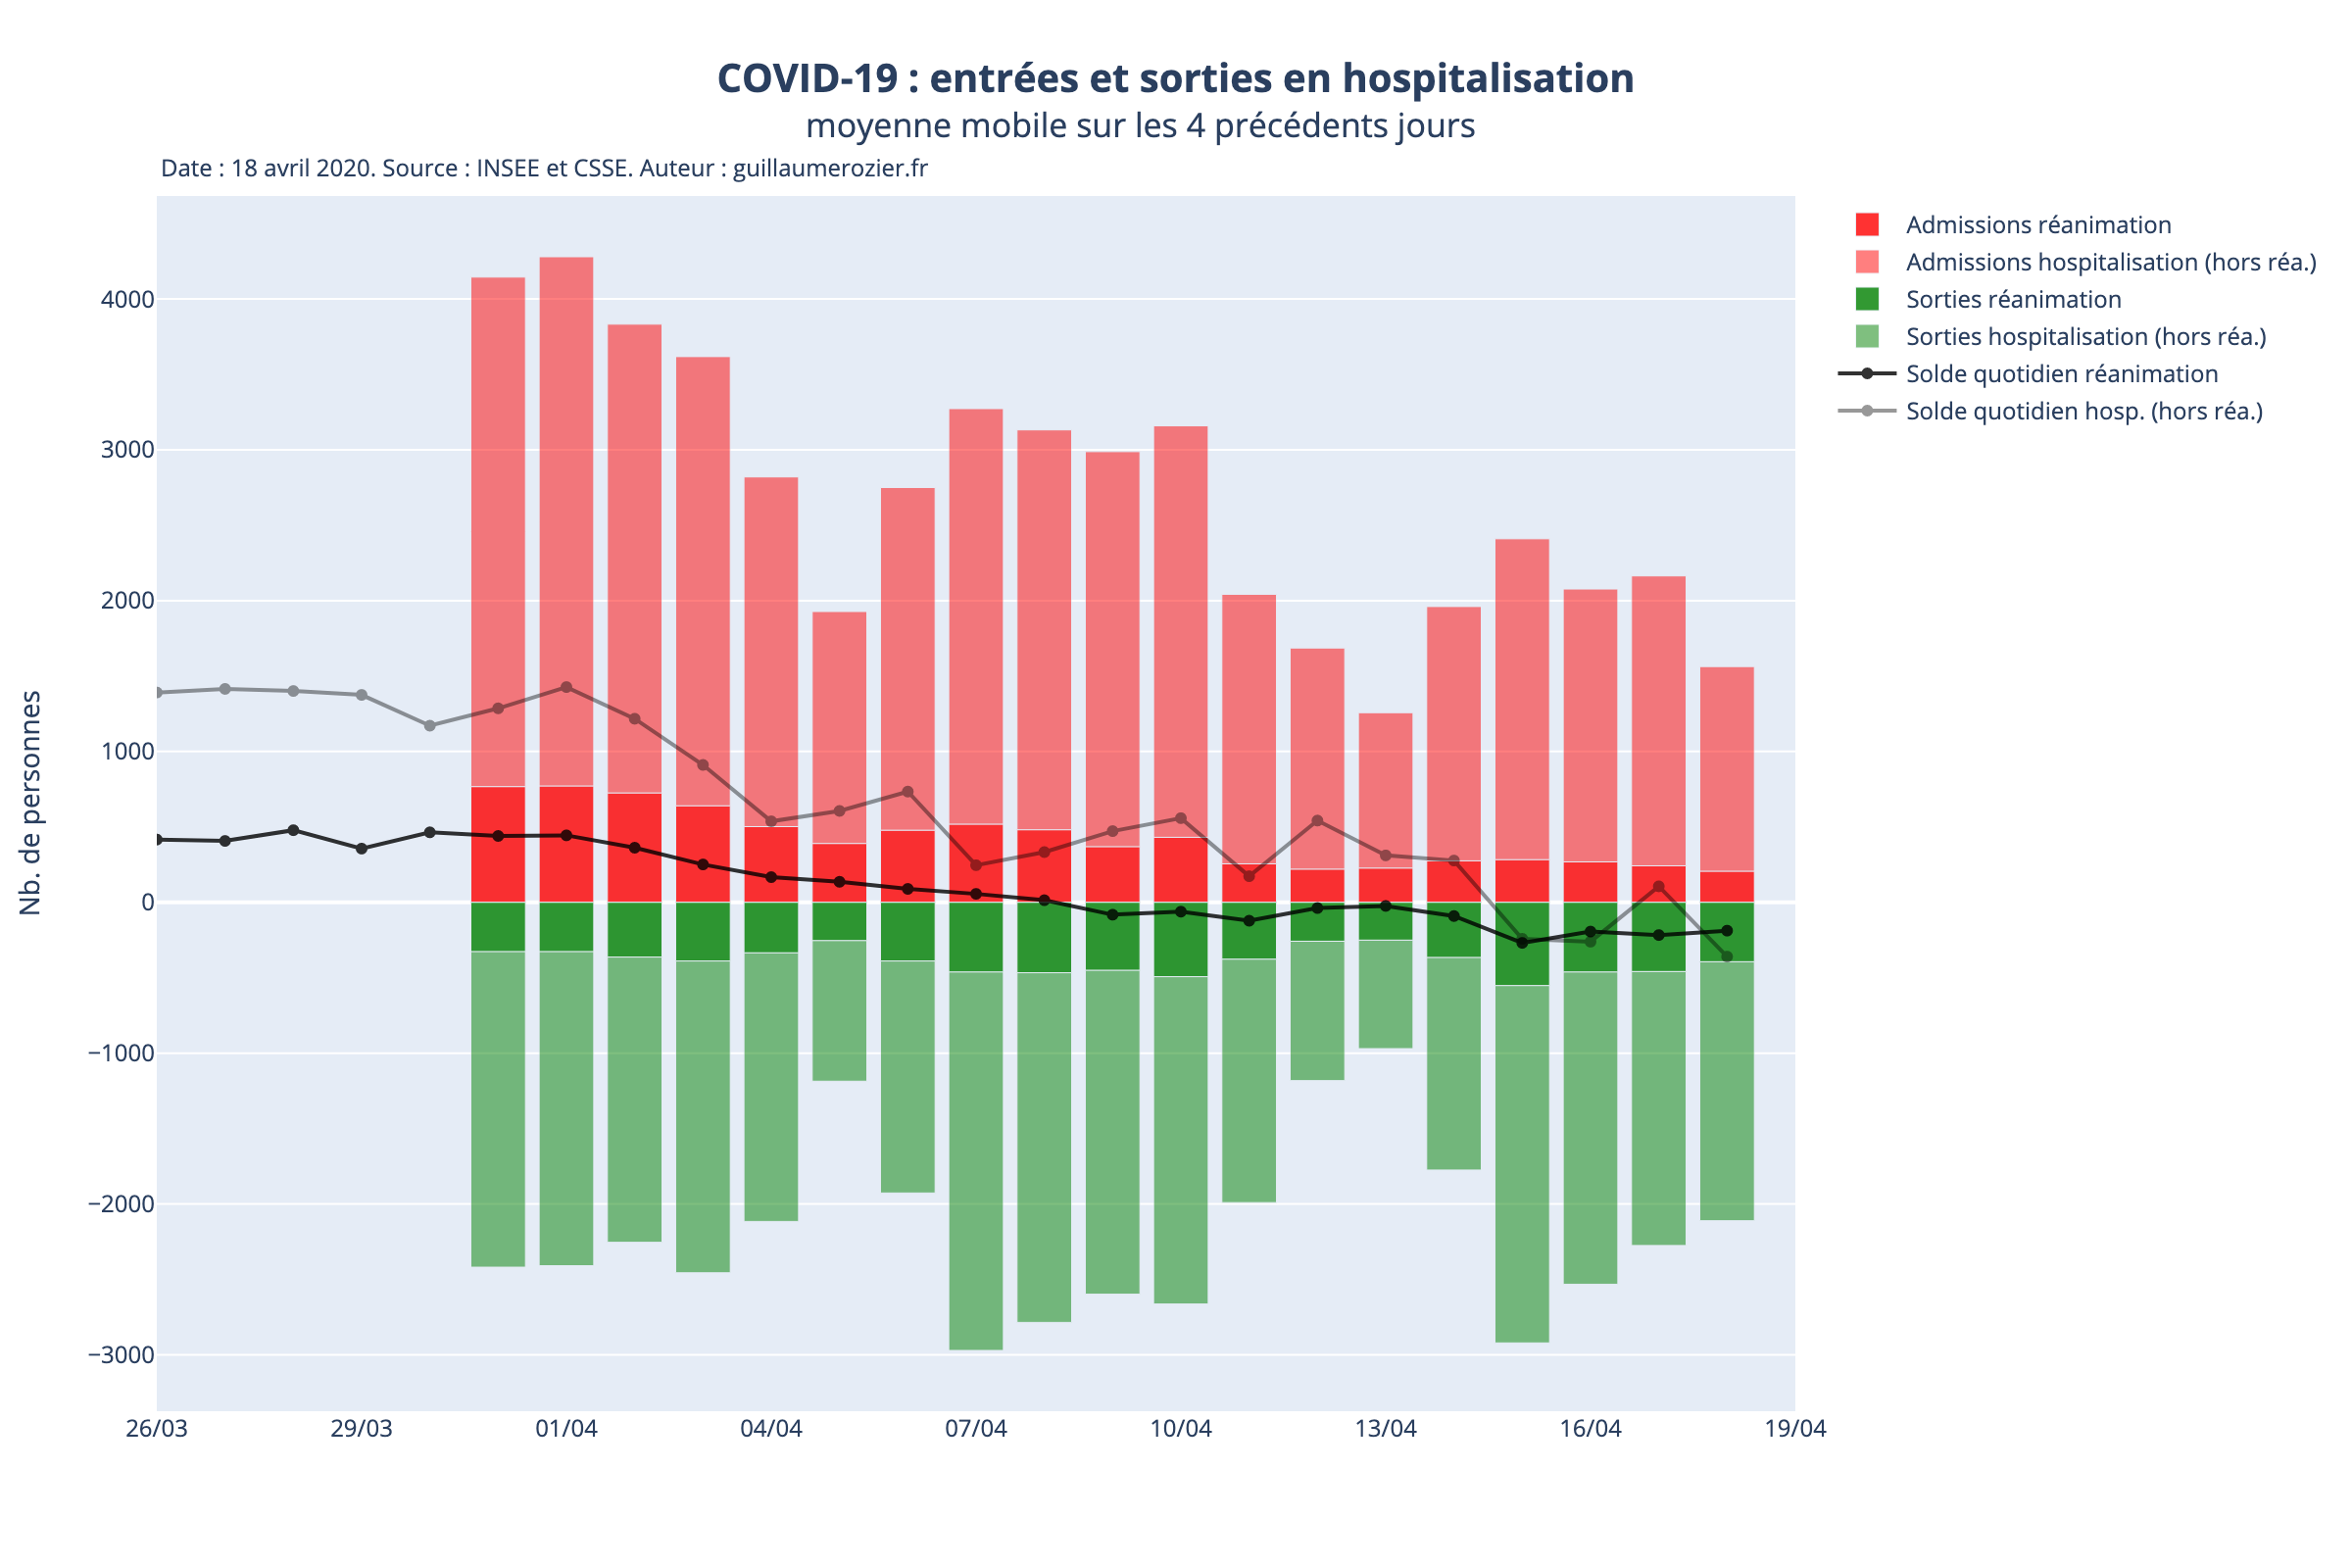 COVID-19 : entrées et sorties en hospitalisation
moyenne mobile sur les 4 précédents jours
Date : 18 avril 2020. Source : INSEE et CSSE. Auteur : guillaumerozier.fr
Admissions réanimation
Admissions hospitalisation (hors réa.)
Sorties réanimation
Sorties hospitalisation (hors réa.)
Solde quotidien réanimation
Solde quotidien hosp. (hors réa.)
Nb. de personnes
4000
3000
2000
1000
0
−1000
−2000
−3000
26/03 29/03 01/04 04/04 07/04 10/04 13/04 16/04 19/04